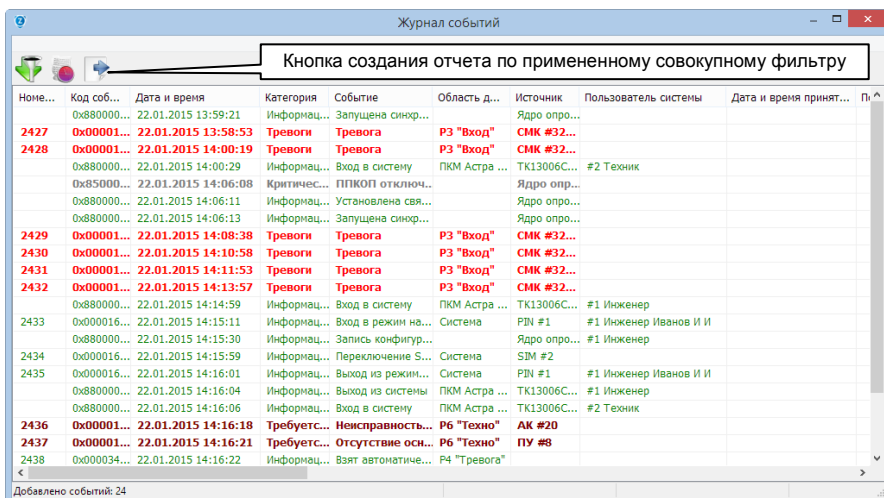 Журнал событий
Кнопка создания отчета по примененному совокупному фильтру
Номе... Код соб... Дата и время Категория Событие Область д... Источник Пользователь системы Дата и время принят...
0x880000... 22.01.2015 13:59:21 Информац... Запущена синхр... Ядро опро...
2427 0x00001... 22.01.2015 13:58:53 Тревоги Тревога Р3 "Вход" СМК #32...
2428 0x00001... 22.01.2015 14:00:19 Тревоги Тревога Р3 "Вход" СМК #32...
0x880000... 22.01.2015 14:00:29 Информац... Вход в систему ПКМ Астра ... TK13006C... #2 Техник
0x85000... 22.01.2015 14:06:08 Критичес... ППКОП отключ... Ядро опр...
0x880000... 22.01.2015 14:06:11 Информац... Установлена свя... Ядро опро...
0x880000... 22.01.2015 14:06:13 Информац... Запущена синхр... Ядро опро...
2429 0x00001... 22.01.2015 14:08:38 Тревоги Тревога Р3 "Вход" СМК #32...
2430 0x00001... 22.01.2015 14:10:58 Тревоги Тревога Р3 "Вход" СМК #32...
2431 0x00001... 22.01.2015 14:11:53 Тревоги Тревога Р3 "Вход" СМК #32...
2432 0x00001... 22.01.2015 14:13:57 Тревоги Тревога Р3 "Вход" СМК #32...
0x880000... 22.01.2015 14:14:59 Информац... Вход в систему ПКМ Астра ... TK13006C... #1 Инженер
2433 0x000016... 22.01.2015 14:15:11 Информац... Вход в режим на... Система PIN #1 #1 Инженер Иванов И И
0x880000... 22.01.2015 14:15:30 Информац... Запись конфигур... Ядро опро... #1 Инженер
2434 0x000016... 22.01.2015 14:15:59 Информац... Переключение S... Система SIM #2
2435 0x000016... 22.01.2015 14:16:01 Информац... Выход из режим... Система PIN #1 #1 Инженер Иванов И И
0x880000... 22.01.2015 14:16:04 Информац... Выход из системы ПКМ Астра ... TK13006C... #1 Инженер
0x880000... 22.01.2015 14:16:06 Информац... Вход в систему ПКМ Астра ... TK13006C... #2 Техник
2436 0x00001... 22.01.2015 14:16:18 Требуетс... Неисправность... Р6 "Техно" АК #20
2437 0x00001... 22.01.2015 14:16:21 Требуетс... Отсутствие осн... Р6 "Техно" ПУ #8
2438 0x000034... 22.01.2015 14:16:22 Информац... Взят автоматиче... Р4 "Тревога"
Добавлено событий: 24